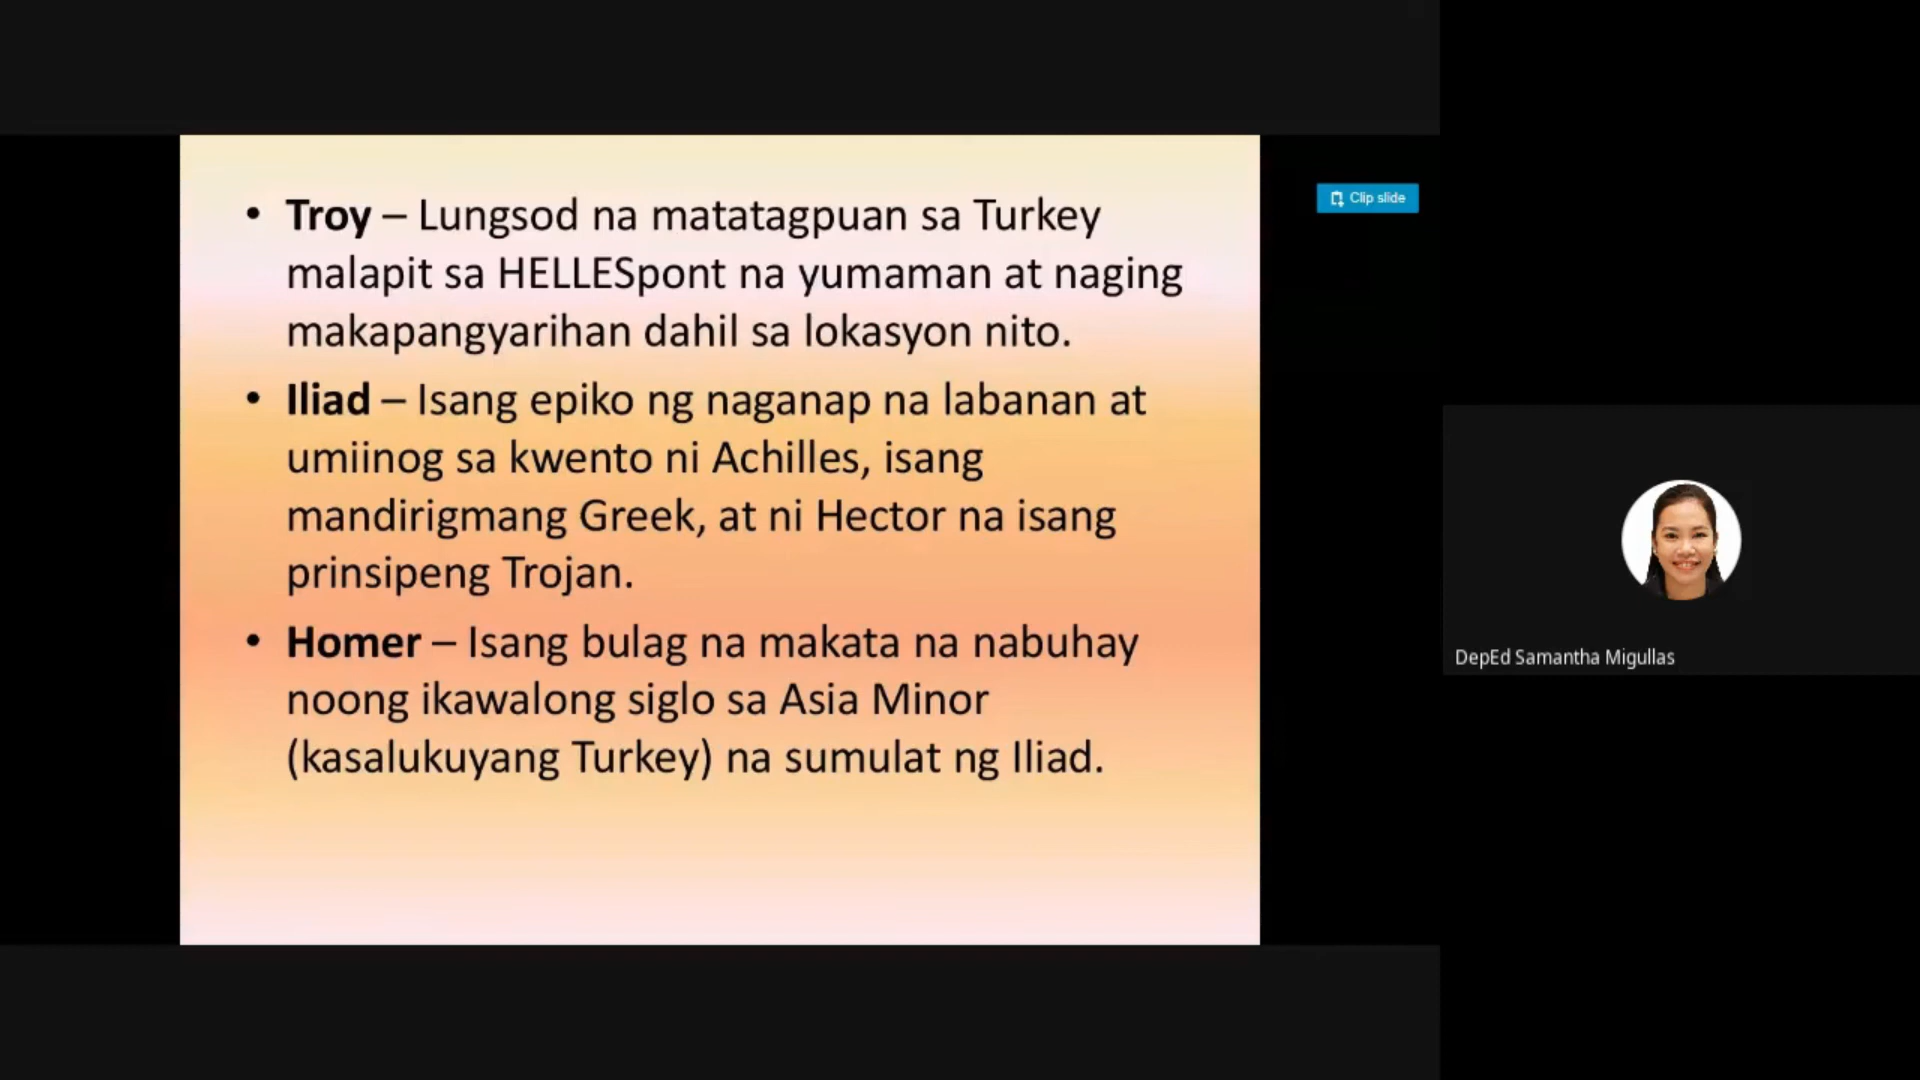 Clip slide
• Troy – Lungsod na matatagpuan sa Turkey
malapit sa HELLESpont na yumaman at naging
makapangyarihan dahil sa lokasyon nito.
• Iliad – Isang epiko ng naganap na labanan at
umiinog sa kwento ni Achilles, isang
mandirigmang Greek, at ni Hector na isang
prinsipeng Trojan.
• Homer – Isang bulag na makata na nabuhay
noong ikawalong siglo sa Asia Minor
(kasalukuyang Turkey) na sumulat ng Iliad.
DepEd Samantha Migullas